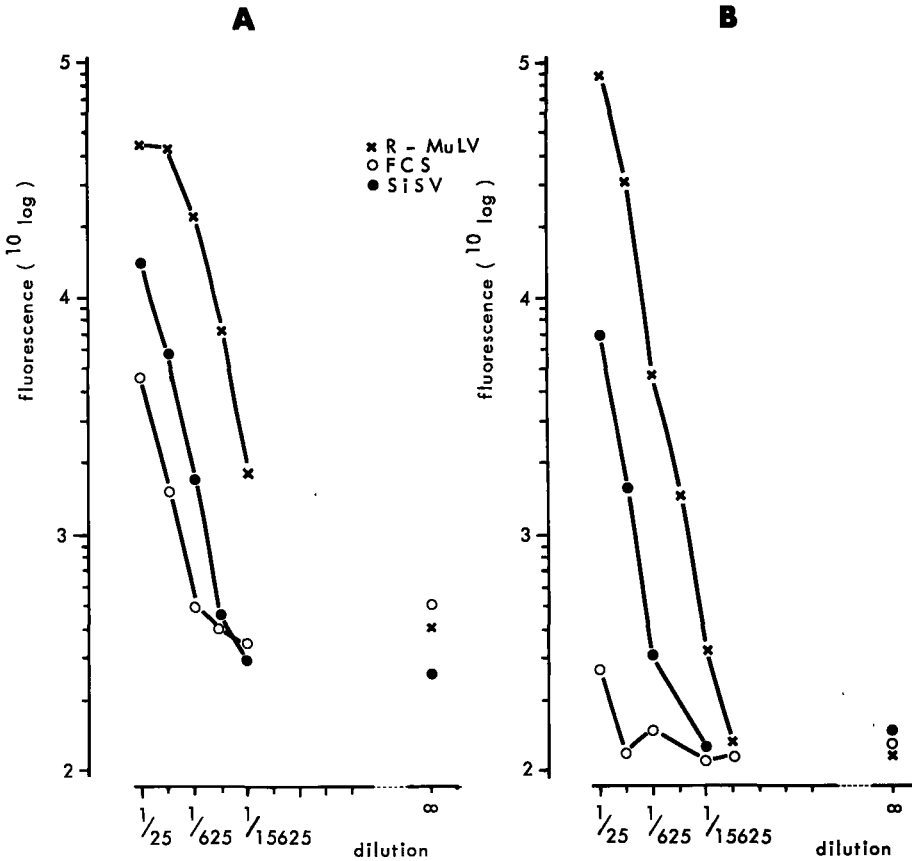 A
B
5
4
3
2
fluorescence ( 10 log )
× R - MuLV
○ FCS
● SiSV
1/25
1/625
1/15625
∞
dilution
5
4
3
2
fluorescence ( 10 log )
1/25
1/625
1/15625
∞
dilution